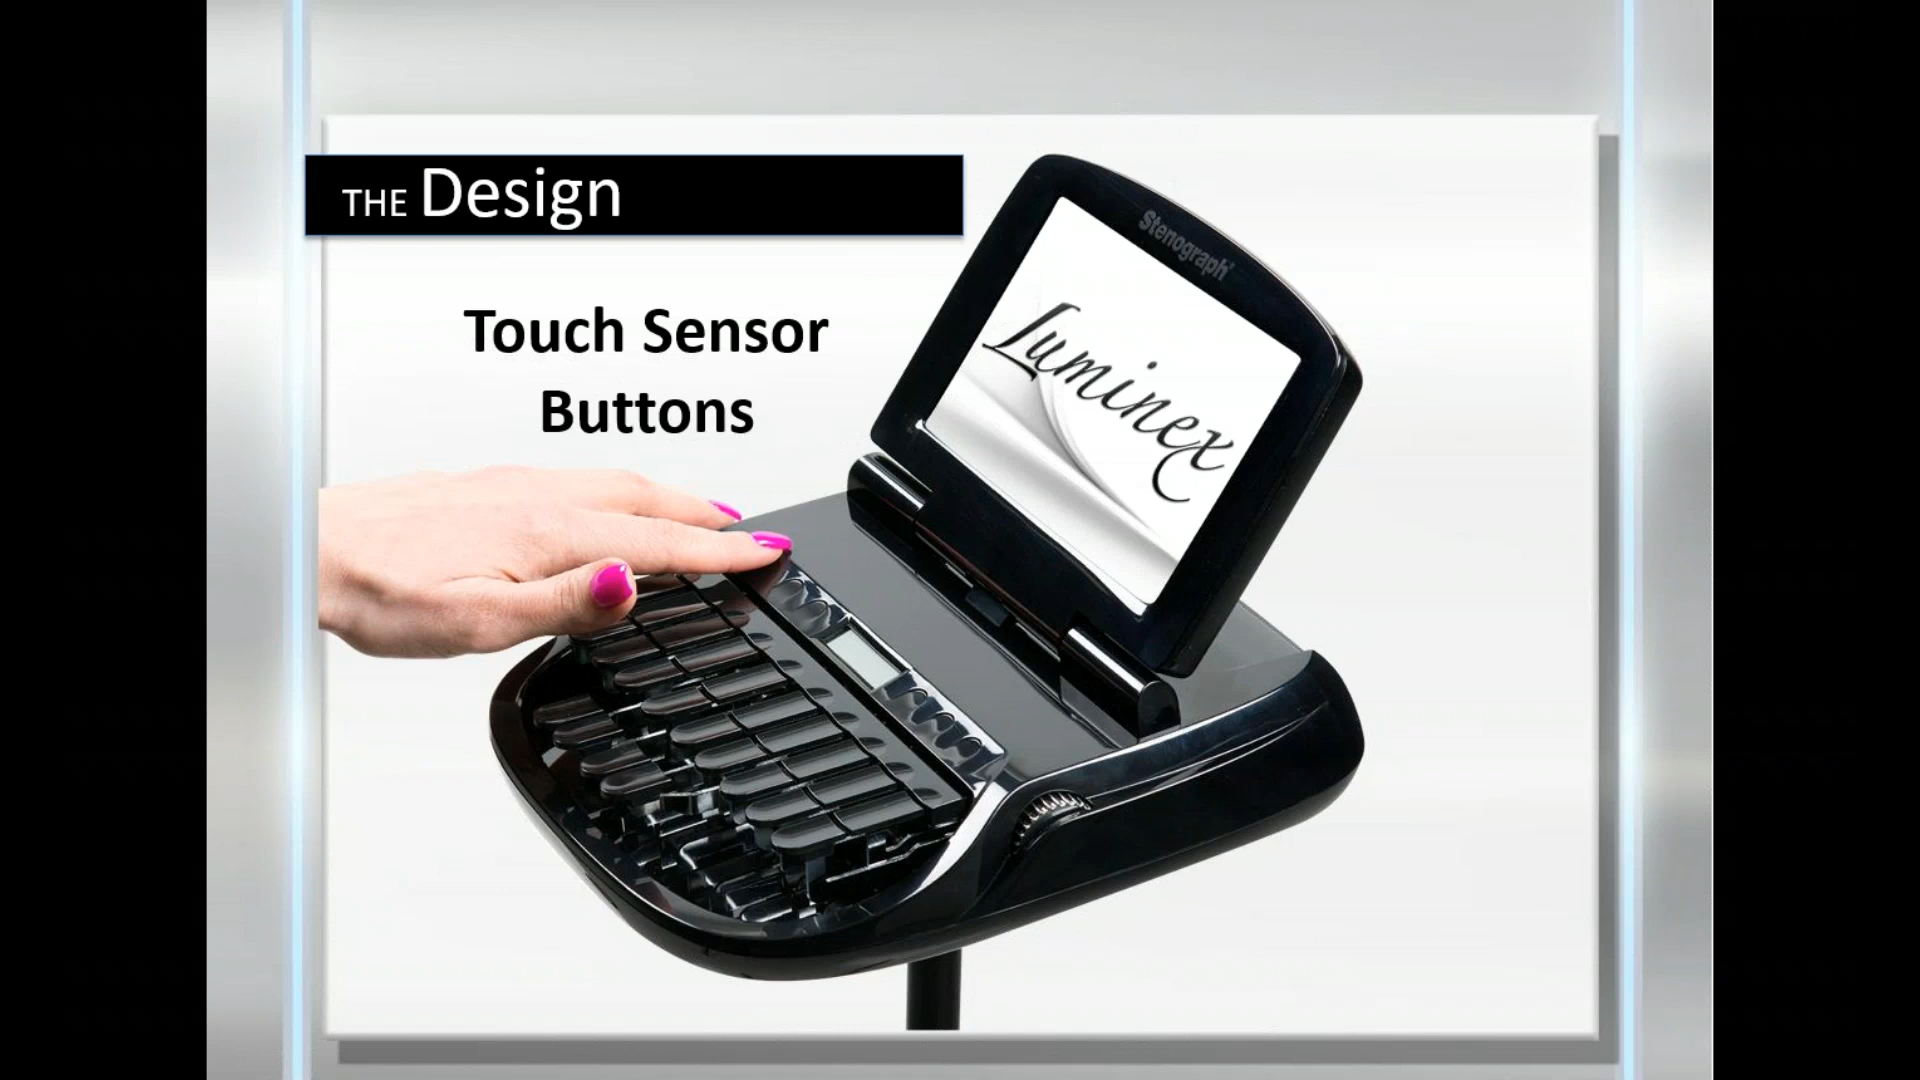 THE Design
Touch Sensor
Buttons
Stenograph
Luminex